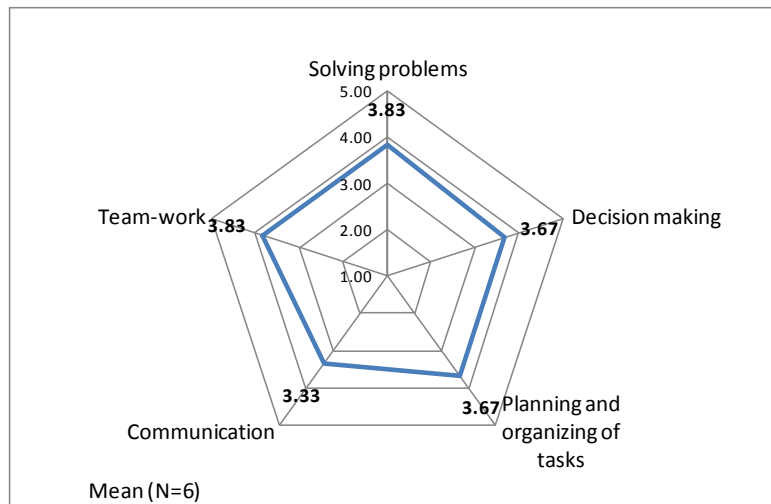 Solving problems
5.00
3.83
4.00
3.00
2.00
1.00
Team-work
3.83
3.67
Decision making
3.33
3.67
Communication
Planning and
organizing of
tasks
Mean (N=6)